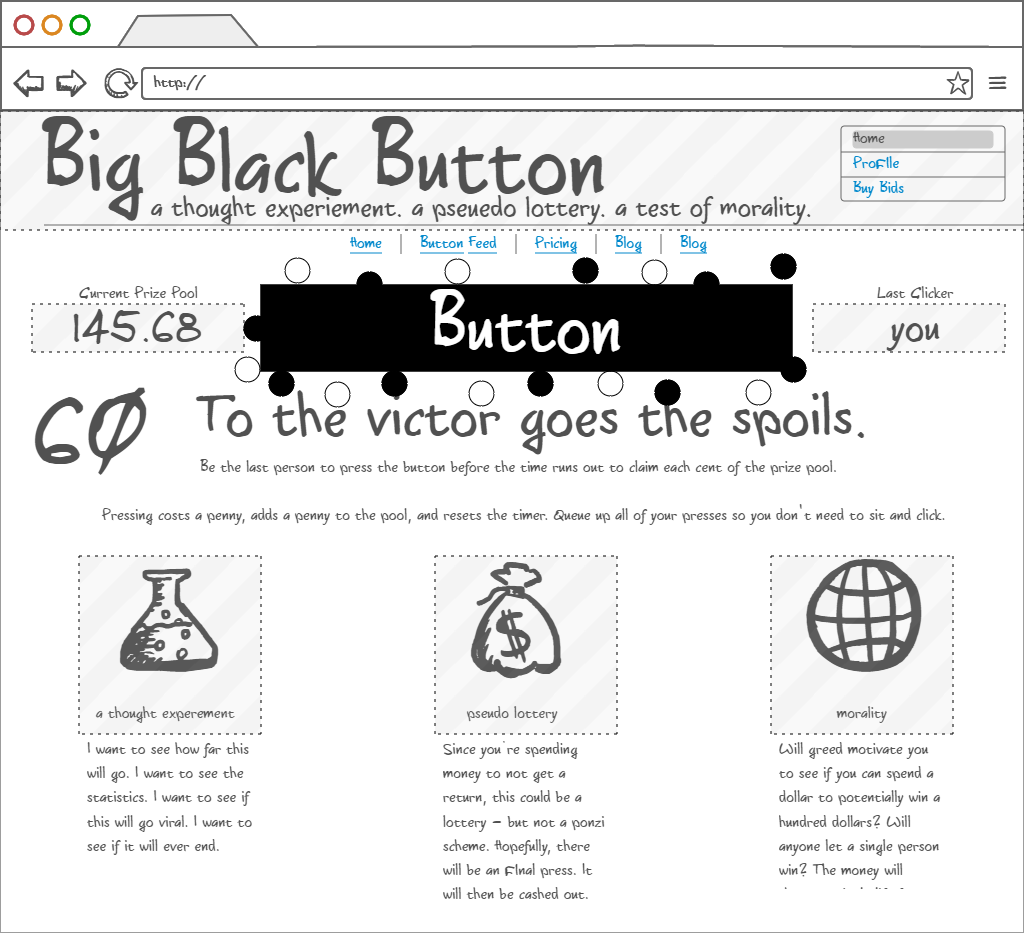 http://
Big Black Button
a thought experiement. a pseuedo lottery. a test of morality.
Home
Profile
Buy Bids
Home | Button Feed | Pricing | Blog | Blog
Current Prize Pool
145.68
Button
Last Clicker
you
60
To the victor goes the spoils.
Be the last person to press the button before the time runs out to claim each cent of the prize pool.
Pressing costs a penny, adds a penny to the pool, and resets the timer. Queue up all of your presses so you don't need to sit and click.
a thought experement
I want to see how far this
will go. I want to see the
statistics. I want to see if
this will go viral. I want to
see if it will ever end.
$
pseudo lottery
Since you're spending
money to not get a
return, this could be a
lottery - but not a ponzi
scheme. Hopefully, there
will be an final press. It
will then be cashed out.
morality
Will greed motivate you
to see if you can spend a
dollar to potentially win a
hundred dollars? Will
anyone let a single person
win? The money will